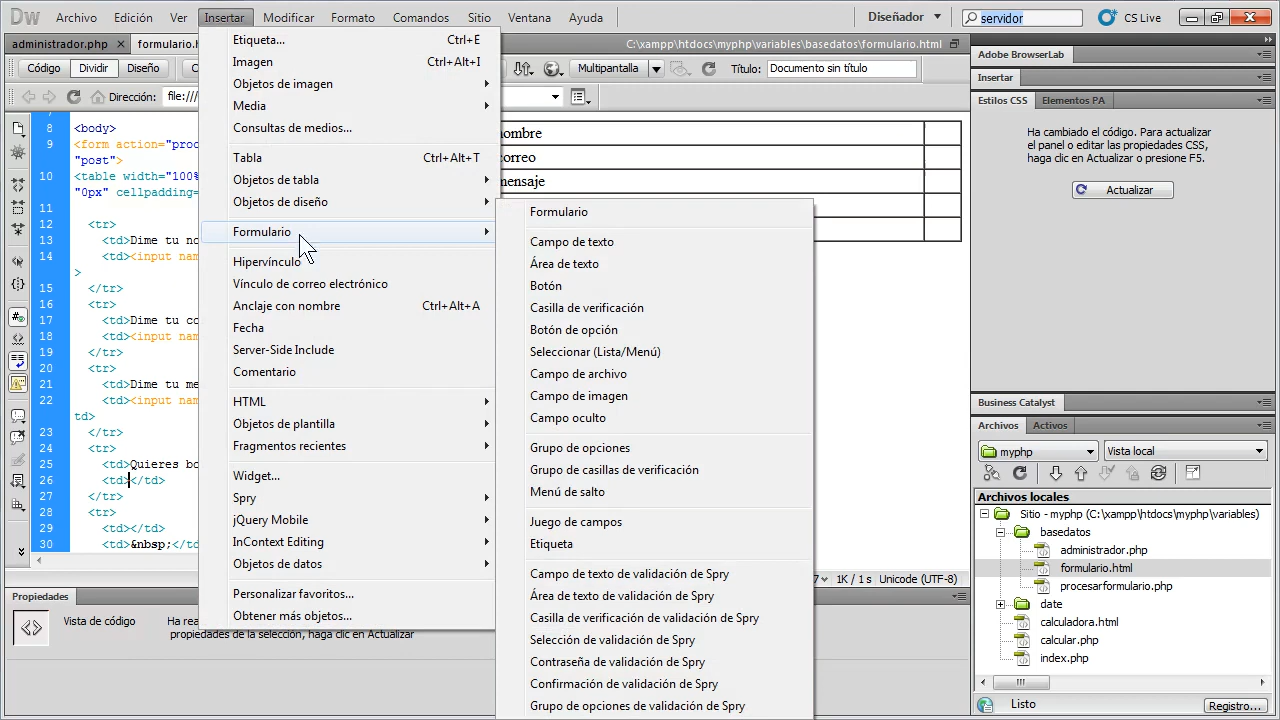 Dw
Archivo
Edición
Ver
Insertar
Modificar
Formato
Comandos
Sitio
Ventana
Ayuda
Diseñador
servidor
CS Live
administrador.php
formulario.h
C:\xampp\htdocs\myphp\variables\basedatos\formulario.html
Código
Dividir
Diseño
Multipantalla
Título:
Documento sin título
Dirección:
file:///
Etiqueta...
Ctrl+E
Imagen
Ctrl+Alt+I
Objetos de imagen
Media
Consultas de medios...
Tabla
Ctrl+Alt+T
Objetos de tabla
Objetos de diseño
Formulario
Hipervínculo
Vínculo de correo electrónico
Anclaje con nombre
Ctrl+Alt+A
Fecha
Server-Side Include
Comentario
HTML
Objetos de plantilla
Fragmentos recientes
Widget...
Spry
jQuery Mobile
InContext Editing
Objetos de datos
Personalizar favoritos...
Obtener más objetos...
Formulario
Campo de texto
Área de texto
Botón
Casilla de verificación
Botón de opción
Seleccionar (Lista/Menú)
Campo de archivo
Campo de imagen
Campo oculto
Grupo de opciones
Grupo de casillas de verificación
Menú de salto
Juego de campos
Etiqueta
Campo de texto de validación de Spry
Área de texto de validación de Spry
Casilla de verificación de validación de Spry
Selección de validación de Spry
Contraseña de validación de Spry
Confirmación de validación de Spry
Grupo de opciones de validación de Spry
8 <body>
9 <form action="proc
"post">
10 <table width="100%
"0px" cellpadding=
11
12 <tr>
13 <td>Dime tu no
14 <td><input nam
>
15 </tr>
16 <tr>
17 <td>Dime tu co
18 <td><input nam
19 </tr>
20 <tr>
21 <td>Dime tu me
22 <td><input nam
td>
23 </tr>
24 <tr>
25 <td>Quieres bo
26 <td></td>
27 </tr>
28 <tr>
29 <td></td>
30 <td>&nbsp;</td
nombre
correo
mensaje
1K / 1 s
Unicode (UTF-8)
Propiedades
Vista de código
Ha rea
propiedades de la selección, haga clic en Actualizar
Adobe BrowserLab
Insertar
Estilos CSS
Elementos PA
Ha cambiado el código. Para actualizar
el panel o editar las propiedades CSS,
haga clic en Actualizar o presione F5.
Actualizar
Business Catalyst
Archivos
Activos
myphp
Vista local
Archivos locales
Sitio - myphp (C:\xampp\htdocs\myphp\variables)
basedatos
administrador.php
formulario.html
procesarformulario.php
date
calculadora.html
calcular.php
index.php
Listo
Registro...